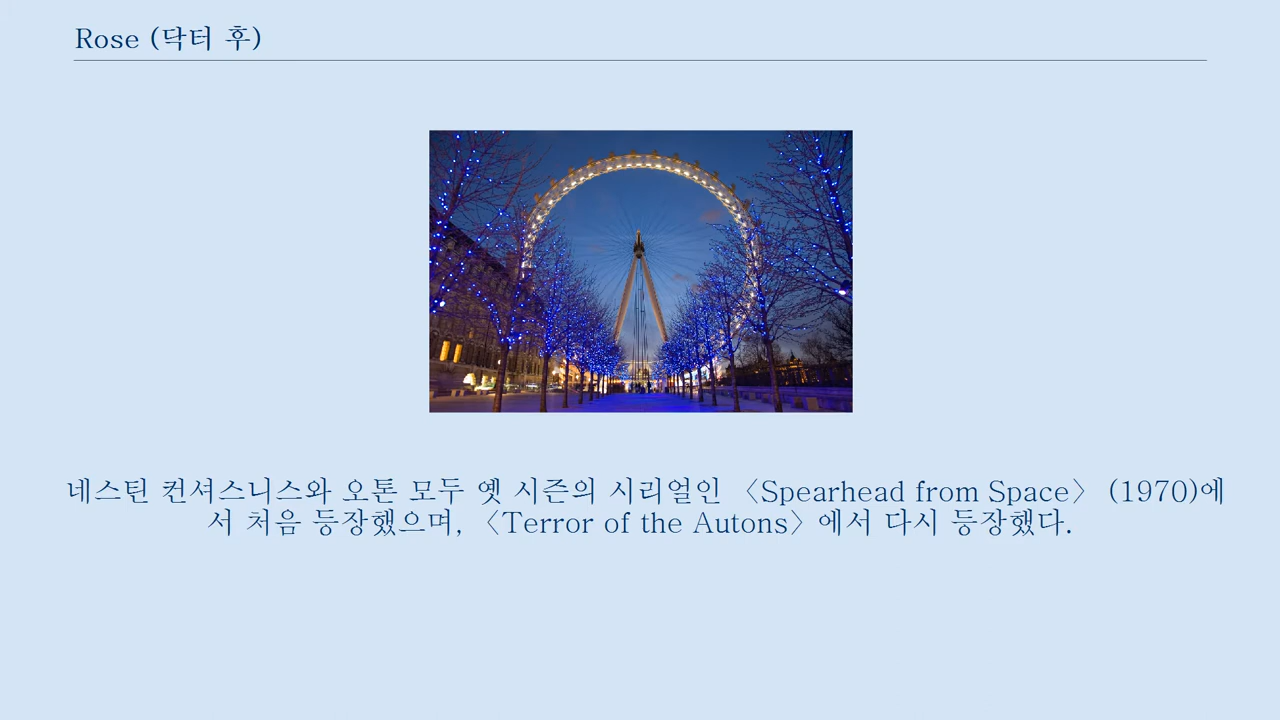 Rose (닥터 후)
네스틴 컨셔스니스와 오톤 모두 옛 시즌의 시리얼인 〈Spearhead from Space〉 (1970)에
서 처음 등장했으며, 〈Terror of the Autons〉에서 다시 등장했다.